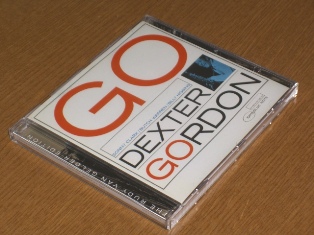 GO
DEXTER
GORDON
THE RUDY VAN GELDER EDITION